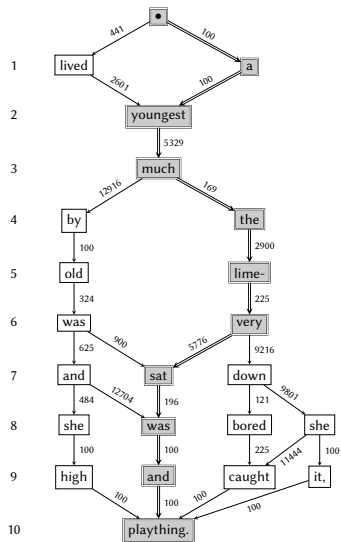 •
441 100
1 lived a
2601 100
2 youngest
5329
3 much
12916 169
4 by the
100 2900
5 old lime-
324 225
6 was very
625 900 5776 9216
7 and sat down
484 12704 196 121 9801
8 she was bored she
100 100 225 11444 100
9 high and caught it,
100 100 100 100
10 plaything.